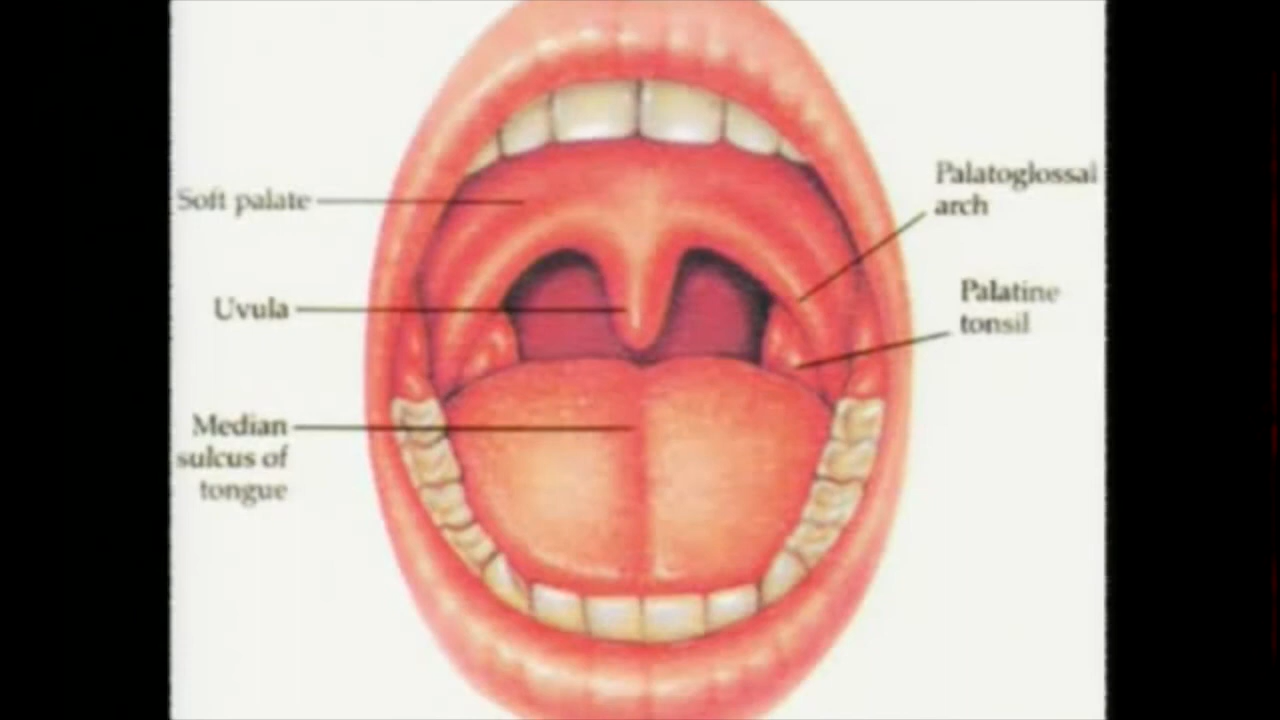 Soft palate
Uvula
Median
sulcus of
tongue
Palatoglossal
arch
Palatine
tonsil